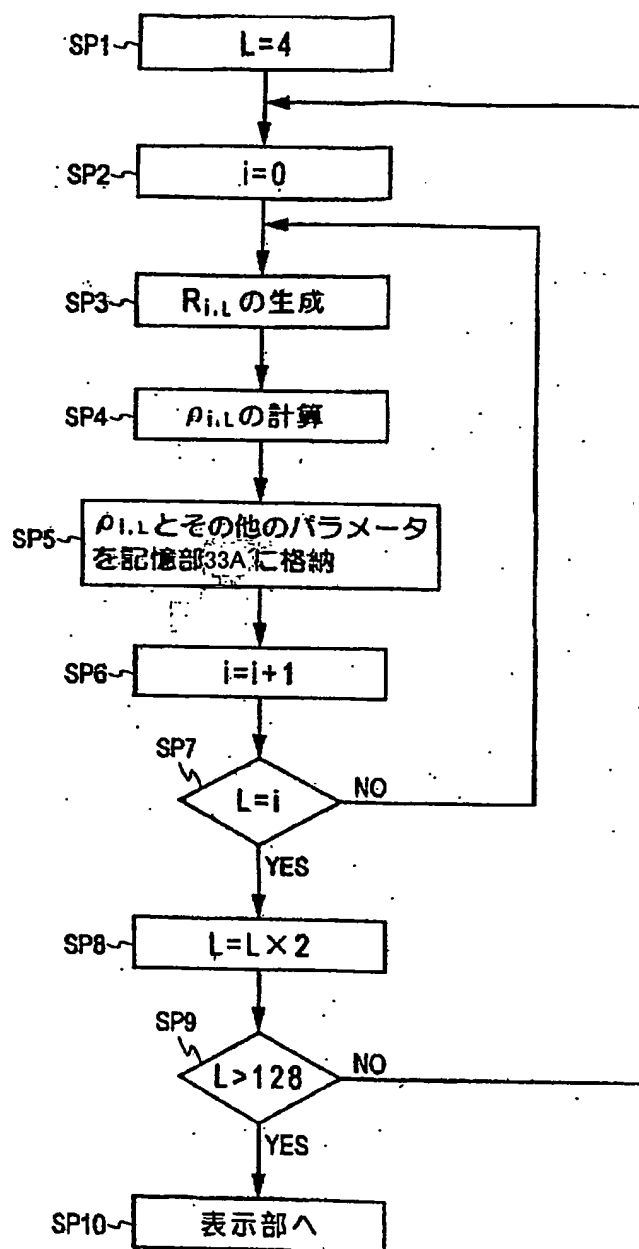 SP1 L=4
SP2 i=0
SP3 Ri,Lの生成
SP4 ρi,Lの計算
SP5 ρi,Lとその他のパラメータ
を記憶部33Aに格納
SP6 i=i+1
SP7
L=i NO
YES
SP8 L=L×2
SP9
L>128 NO
YES
SP10 表示部へ